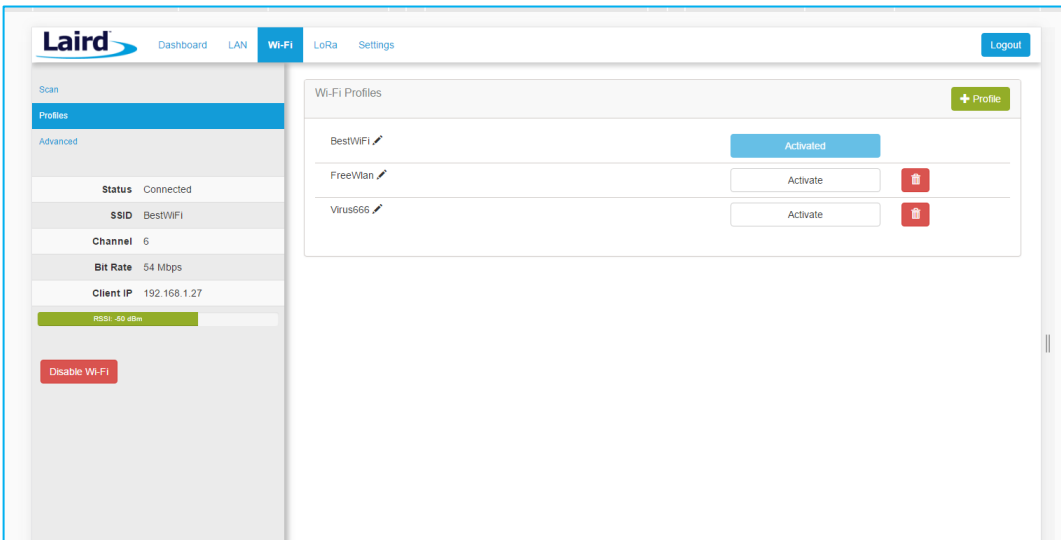 Laird
Dashboard LAN Wi-Fi LoRa Settings Logout
Scan
Profiles
Advanced
Status Connected
SSID BestWiFi
Channel 6
Bit Rate 54 Mbps
Client IP 192.168.1.27
RSSI: -50 dBm
Disable Wi-Fi
Wi-Fi Profiles
+ Profile
BestWiFi Activated
FreeWlan Activate
Virus666 Activate